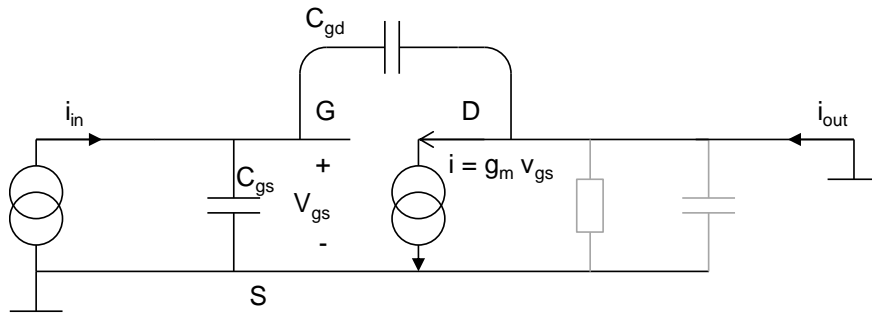 C_gd
i_in
G
D
i_out
+
i = g_m v_gs
C_gs
V_gs
-
S